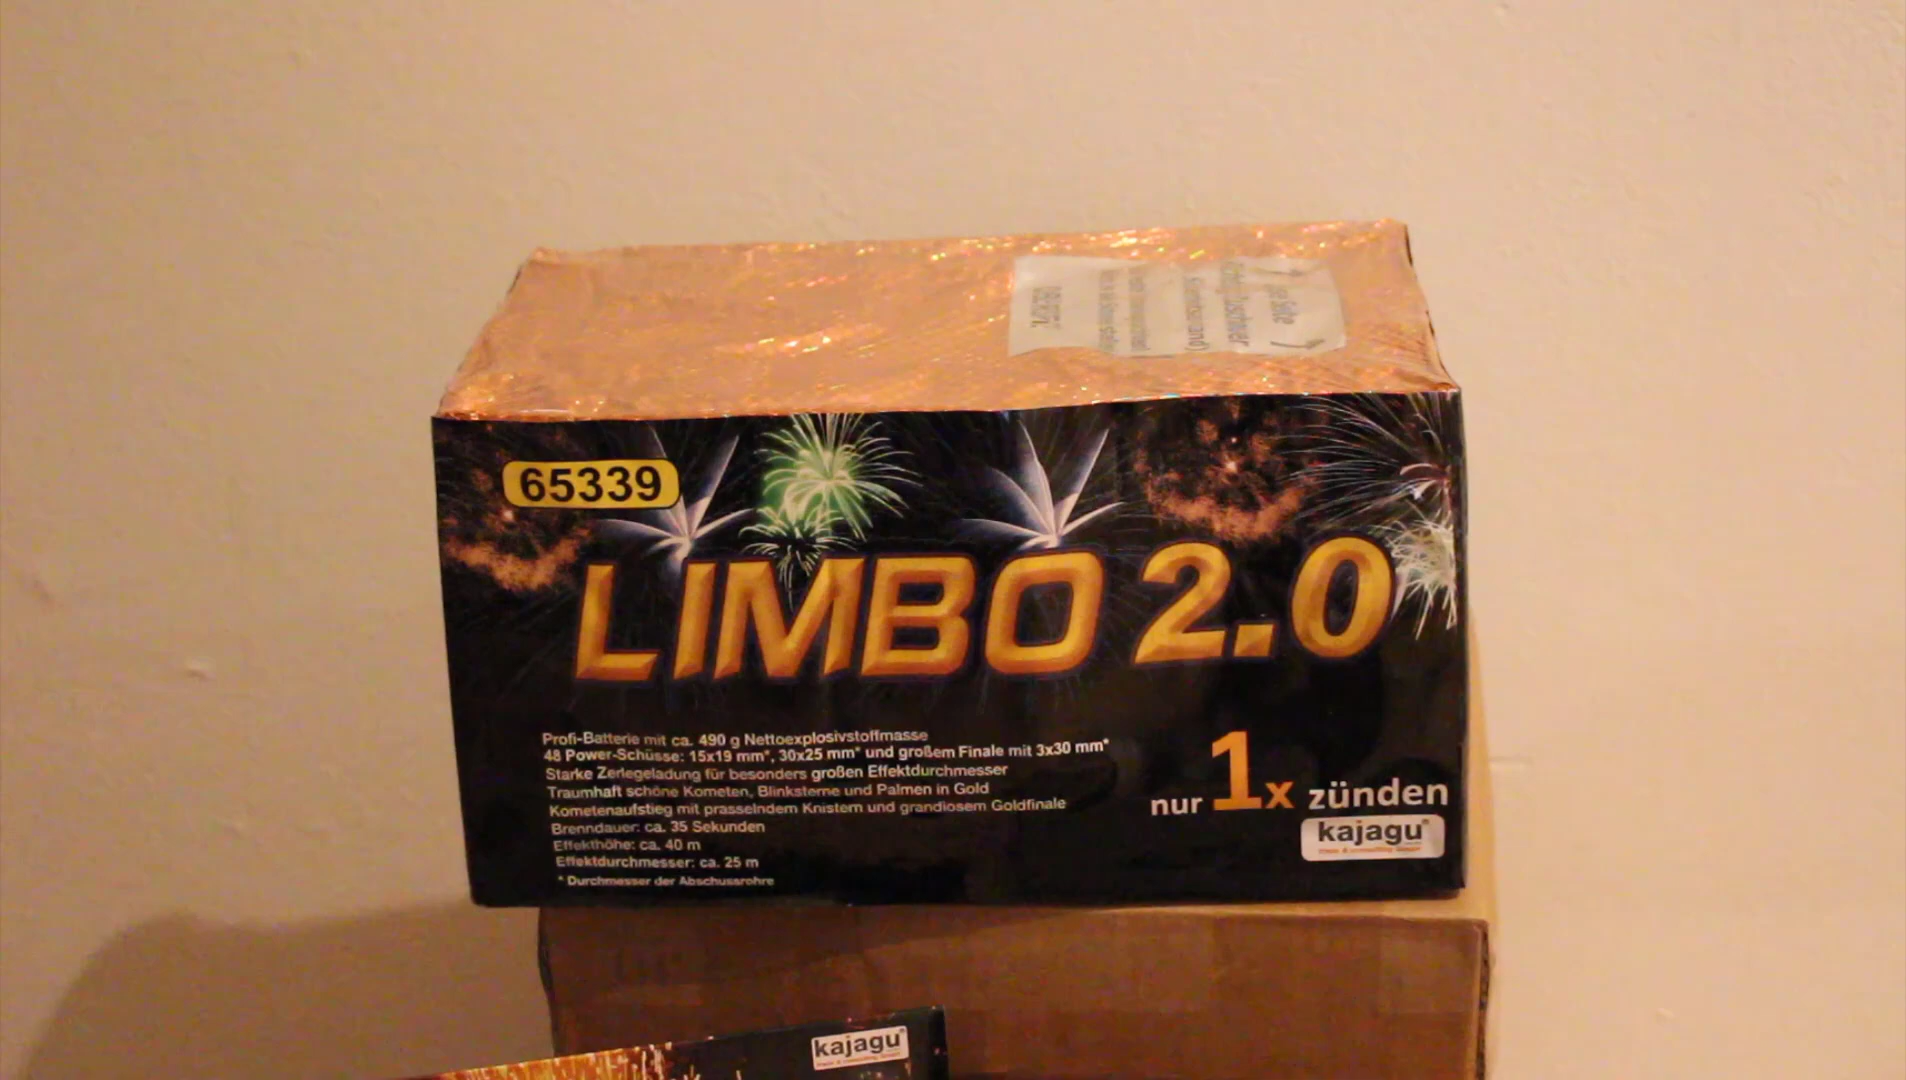 65339
LIMBO 2.0
Profi-Batterie mit ca. 490 g Nettoexplosivstoffmasse
48 Power-Schüsse: 15x19 mm*, 30x25 mm* und großem Finale mit 3x30 mm*
Starke Zerlegeladung für besonders großen Effektdurchmesser
Traumhaft schöne Kometen, Blinksterne und Palmen in Gold
Kometenaufstieg mit prasselndem Knistern und grandiosem Goldfinale
Brenndauer: ca. 35 Sekunden
Effekthöhe: ca. 40 m
Effektdurchmesser: ca. 25 m
* Durchmesser der Abschussrohre
nur 1x zünden
kajagu
kajagu